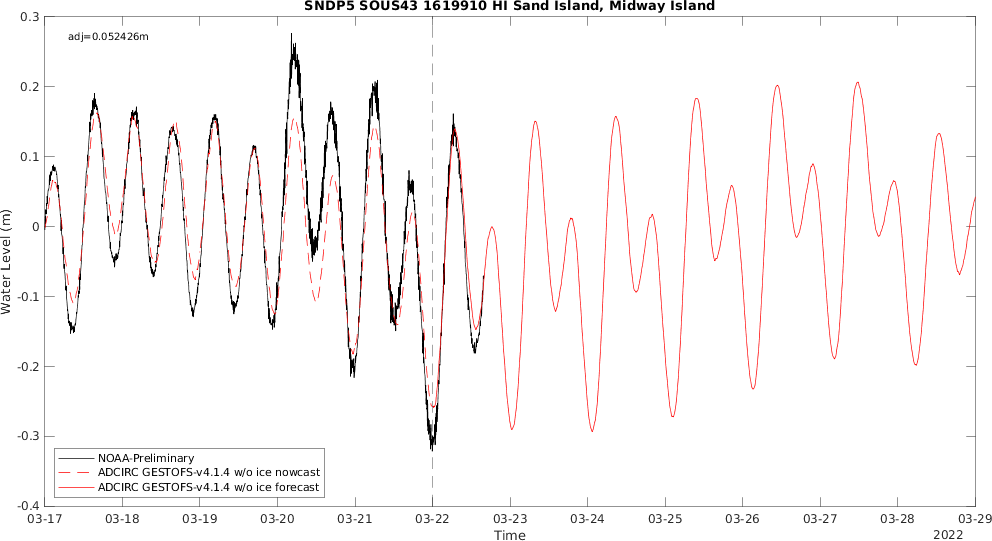 SNDP5 SOUS43 1619910 HI Sand Island, Midway Island
adj=0.052426m
0.3
0.2
0.1
0
-0.1
-0.2
-0.3
-0.4
Water Level (m)
NOAA-Preliminary
ADCIRC GESTOFS-v4.1.4 w/o ice nowcast
ADCIRC GESTOFS-v4.1.4 w/o ice forecast
03-17 03-18 03-19 03-20 03-21 03-22 03-23 03-24 03-25 03-26 03-27 03-28 03-29
Time
2022